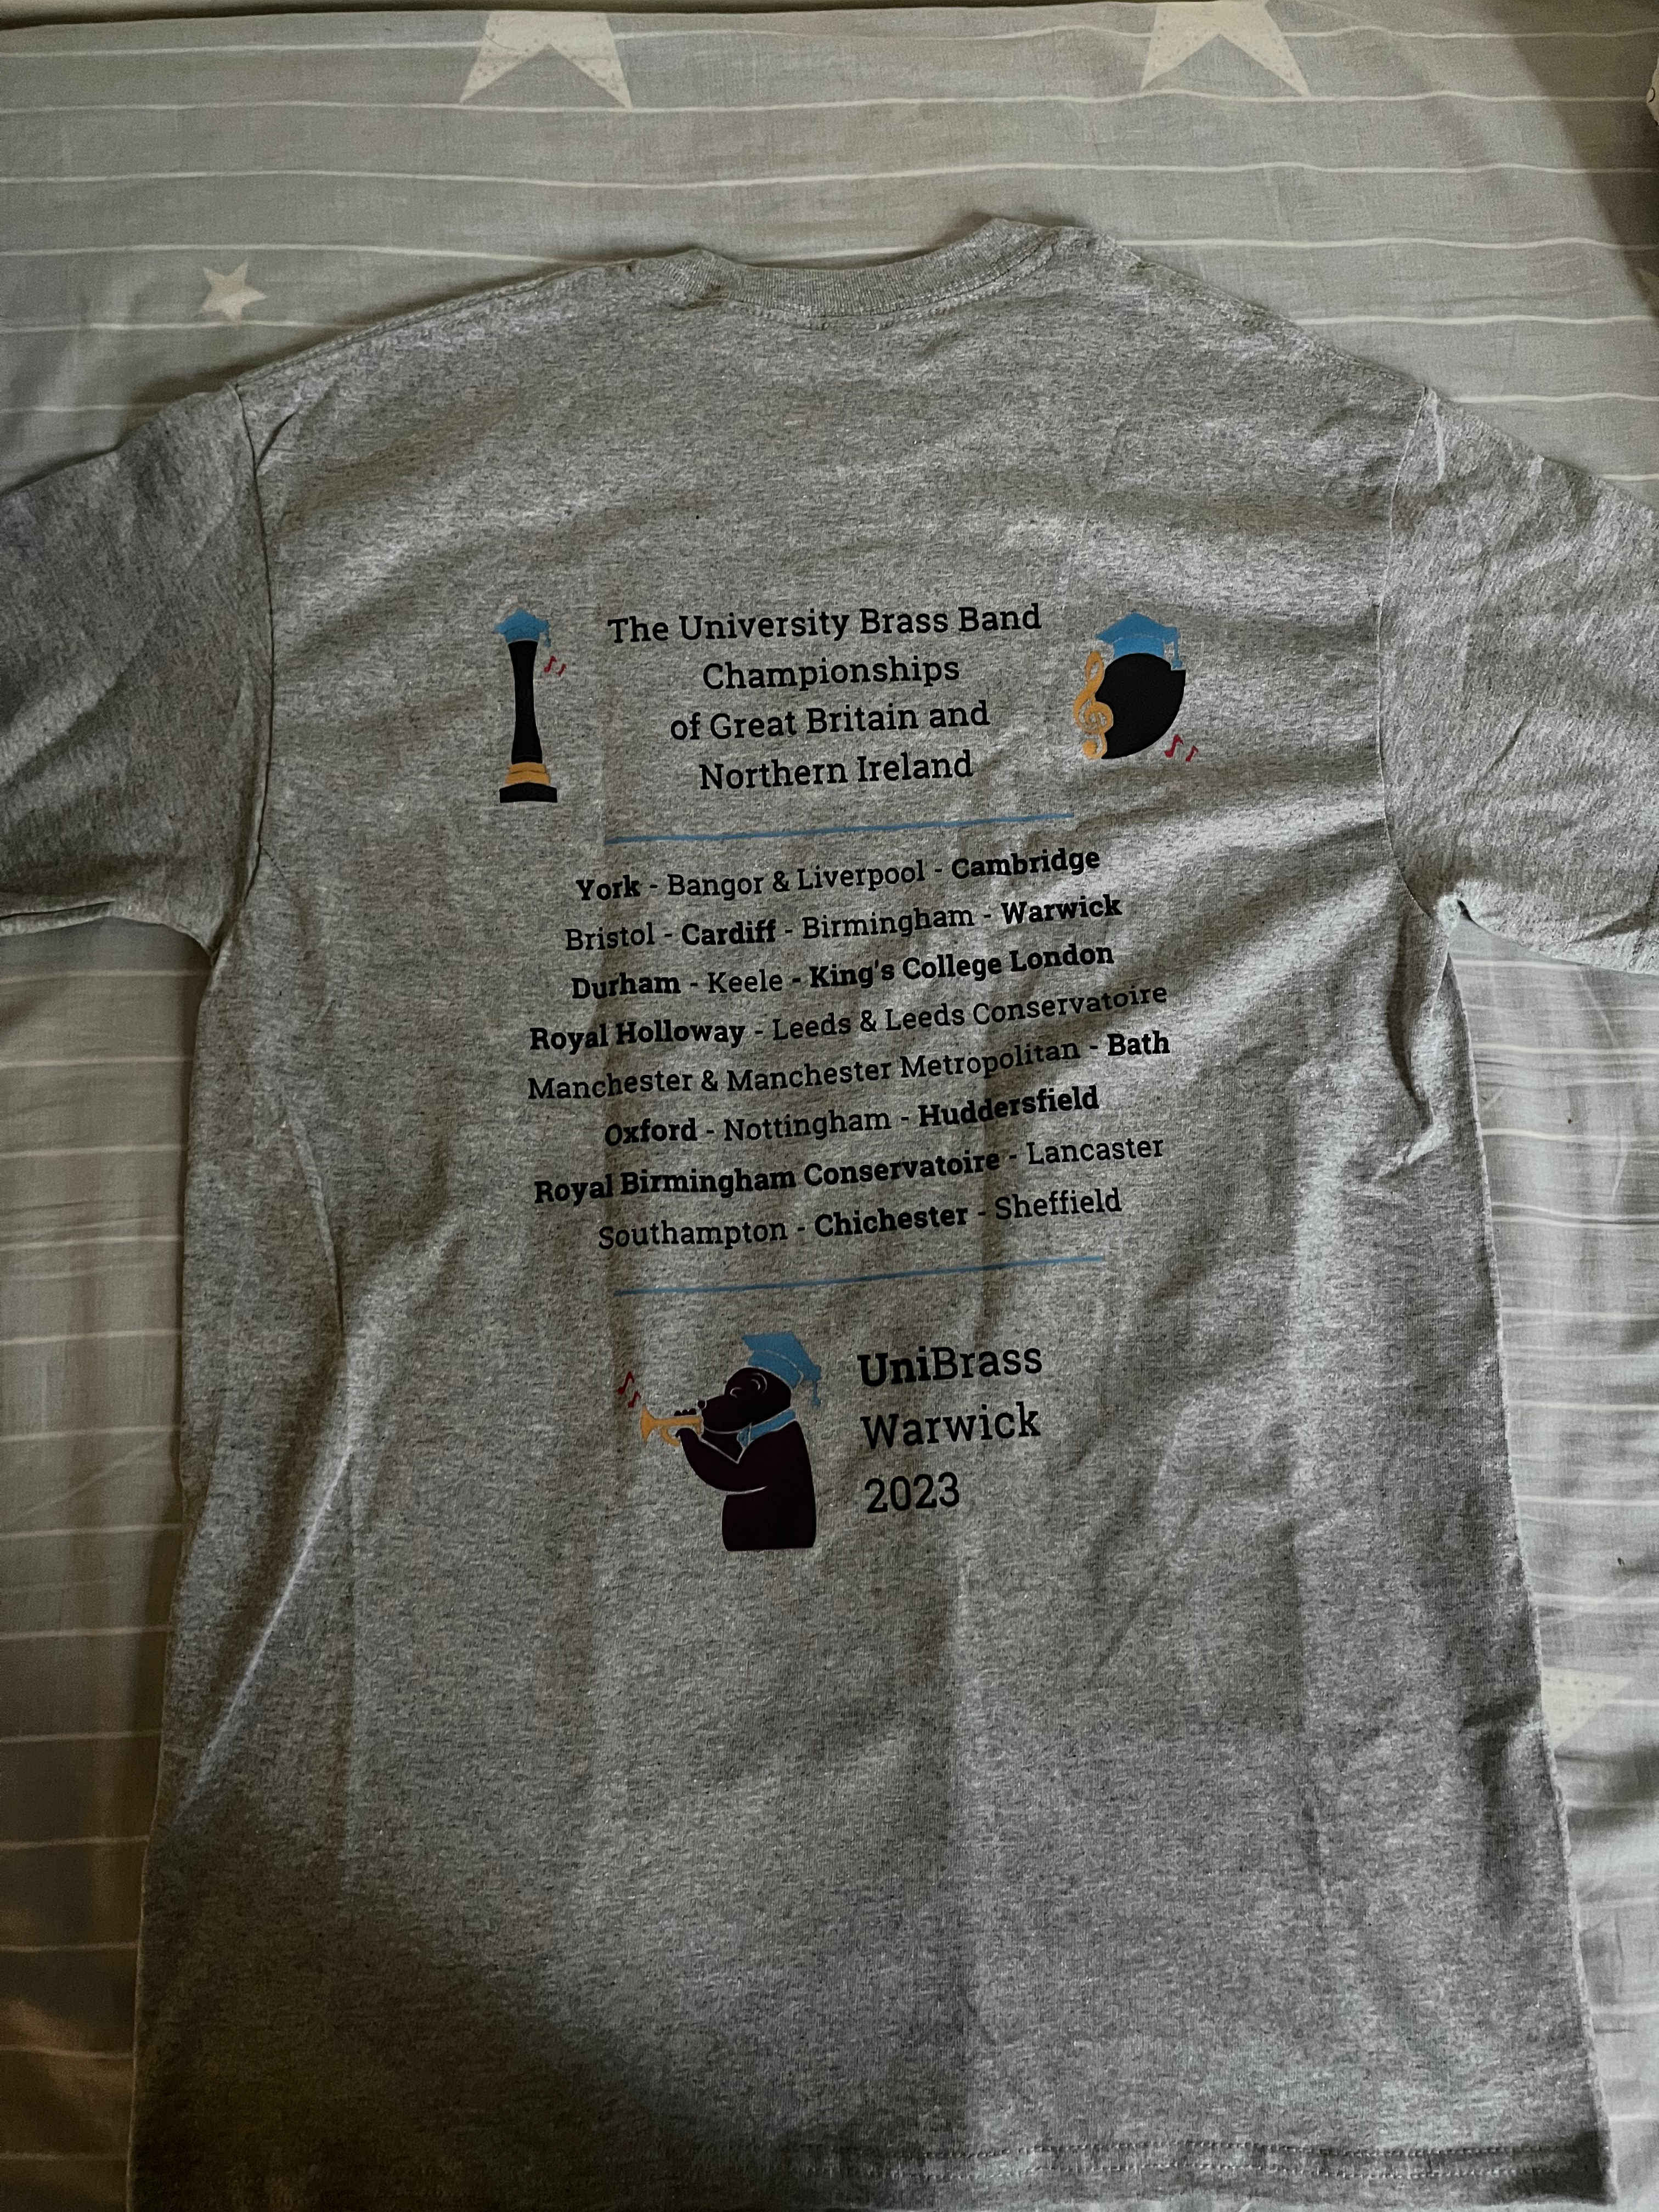 The University Brass Band
Championships
of Great Britain and
Northern Ireland
York - Bangor & Liverpool - Cambridge
Bristol - Cardiff - Birmingham - Warwick
Durham - Keele - King's College London
Royal Holloway - Leeds & Leeds Conservatoire
Manchester & Manchester Metropolitan - Bath
Oxford - Nottingham - Huddersfield
Royal Birmingham Conservatoire - Lancaster
Southampton - Chichester - Sheffield
UniBrass
Warwick
2023